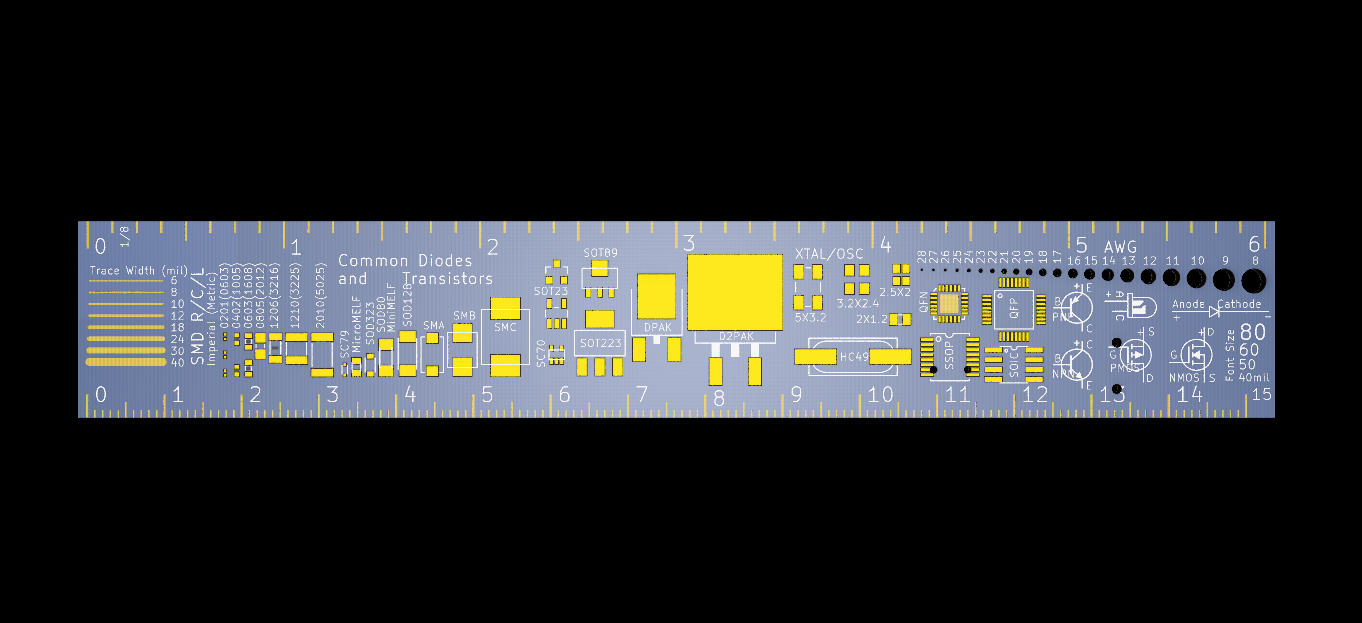 0 1 2 3 4 5 6
1/8
Trace Width (mil)
6
8
10
12
18
24
30
40
SMD R/C/L
Imperial (Metric)
0201(0603)
0402(1005)
0603(1608)
0805(2012)
1206(3216)
1210(3225)
2010(5025)
Common Diodes
and Transistors
SC79
MicroMELF
SOD323
SOD80
MiniMELF
SOD128
SMA
SMB
SMC
SOT23
SC70
SOT89
SOT223
DPAK
D2PAK
XTAL/OSC
5X3.2
3.2X2.4
2.5X2
2X1.2
HC49
QFN
QFP
SSOP
SOIC
AWG
28 27 26 25 24 23 22 21 20 19 18 17 16 15 14 13 12 11 10 9 8
B
E
C
PNP
B
C
E
NPN
+ A
C
Anode Cathode
+ -
S
G
PMOS
D
D
G
NMOS S
Font Size
80
60
50
40mil
0 1 2 3 4 5 6 7 8 9 10 11 12 13 14 15